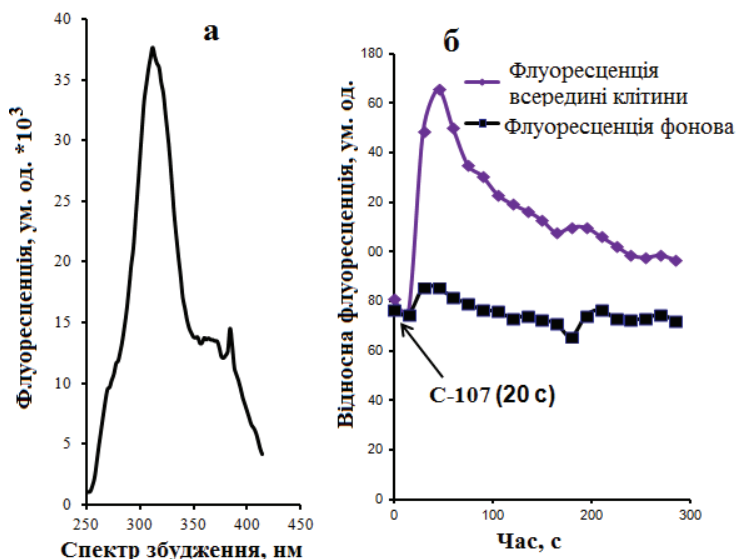 а
40
35
30
25
20
15
10
5
0
250
300
350
400
450
Флуоресценція, ум. од. *10³
Спектр збудження, нм
б
180
60
40
20
00
80
60
40
20
0
0
100
200
300
Відносна флуоресценція, ум. од.
Час, с
Флуоресценція
всередині клітини
Флуоресценція фонова
С-107 (20 с)